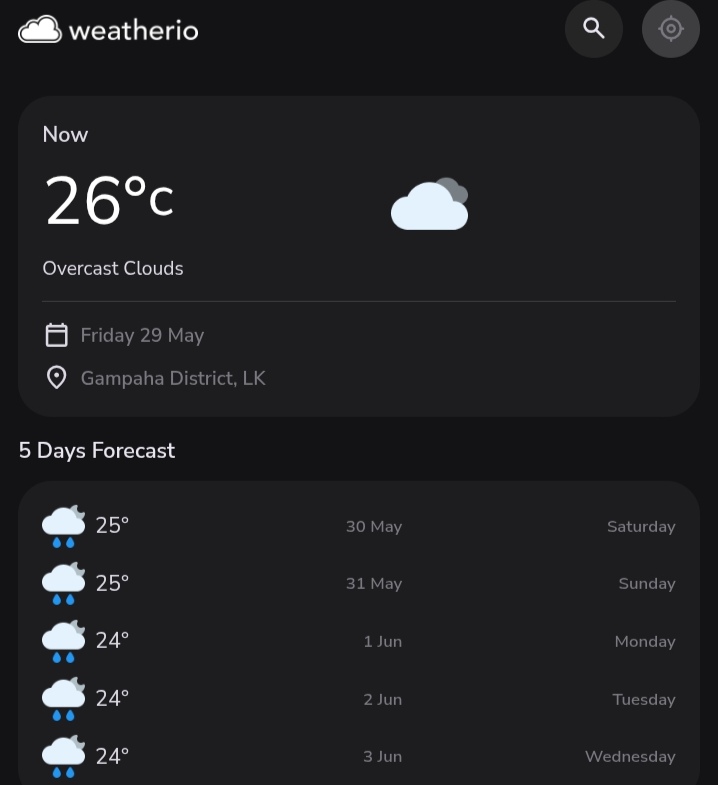 weatherio
Now
26°c
Overcast Clouds
Friday 29 May
Gampaha District, LK
5 Days Forecast
25° 30 May Saturday
25° 31 May Sunday
24° 1 Jun Monday
24° 2 Jun Tuesday
24° 3 Jun Wednesday